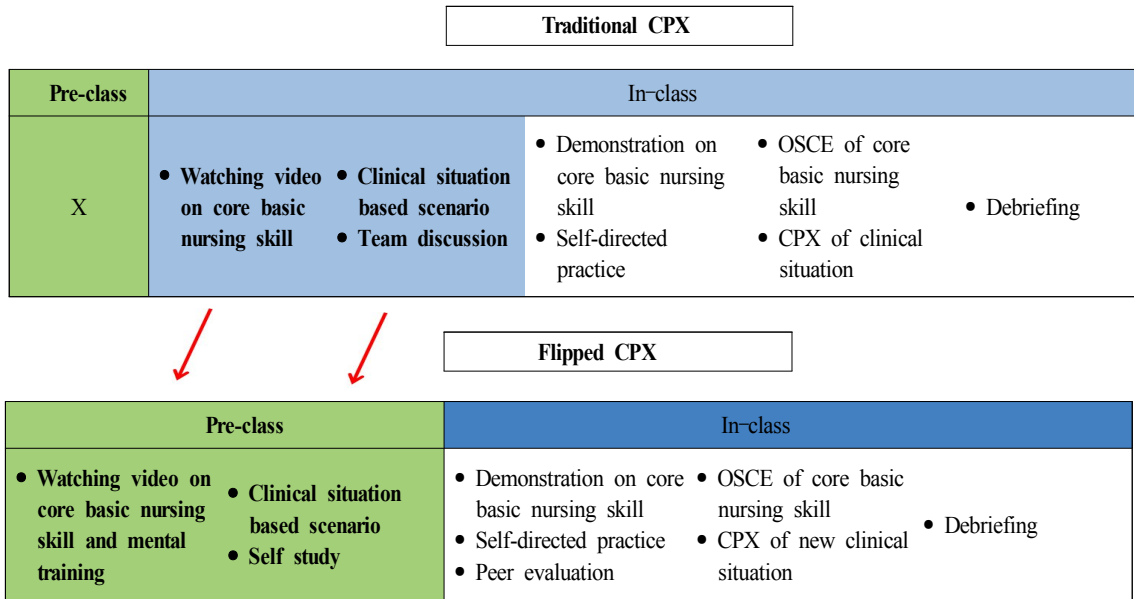 Traditional CPX
Pre-class
In-class
X
• Watching video
on core basic
nursing skill
• Clinical situation
based scenario
• Team discussion
• Demonstration on
core basic nursing
skill
• Self-directed
practice
• OSCE of core
basic nursing
skill
• CPX of clinical
situation
• Debriefing
Flipped CPX
Pre-class
In-class
• Watching video on
core basic nursing
skill and mental
training
• Clinical situation
based scenario
• Self study
• Demonstration on core
basic nursing skill
• Self-directed practice
• Peer evaluation
• OSCE of core basic
nursing skill
• CPX of new clinical
situation
• Debriefing